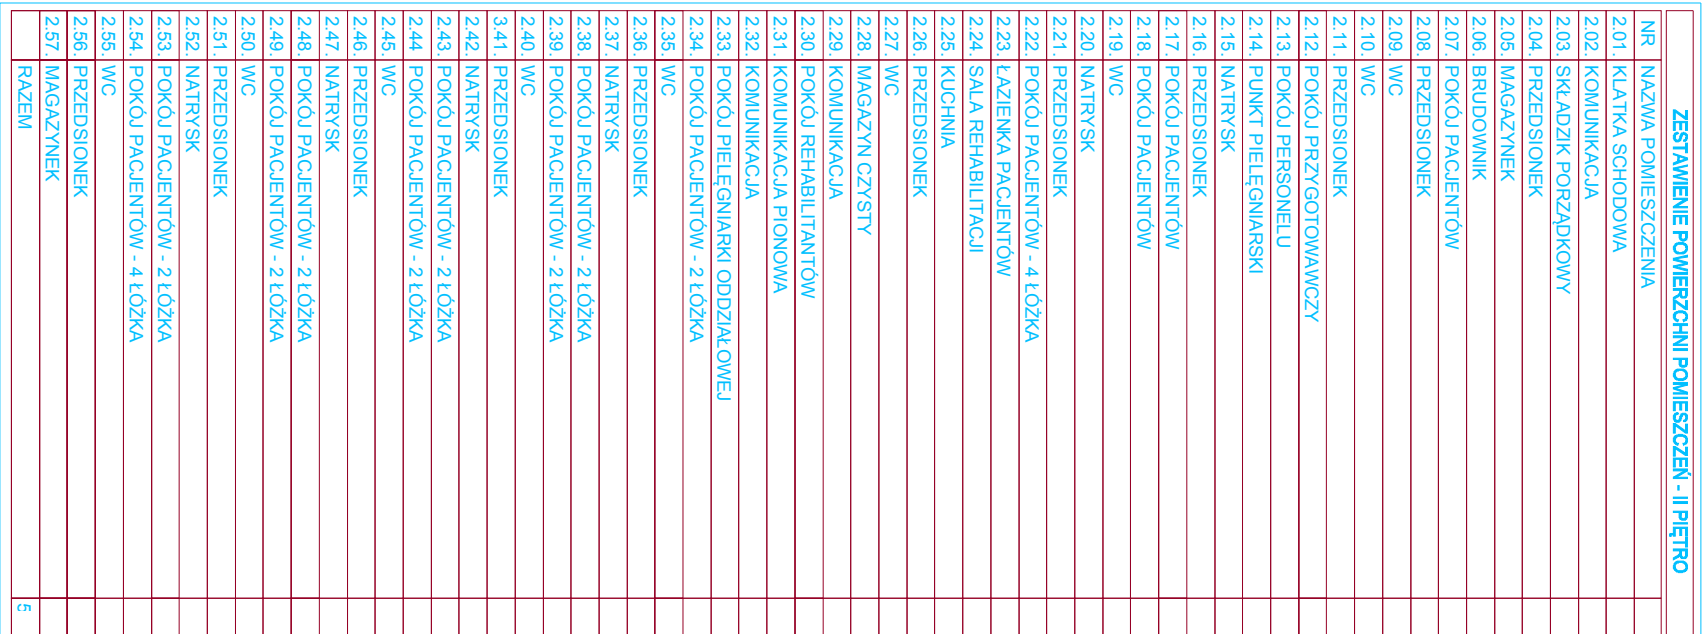 ZESTAWIENIE POWIERZCHNI POMIESZCZEŃ - II PIĘTRO
NR NAZWA POMIESZCZENIA
2.01. KLATKA SCHODOWA
2.02. KOMUNIKACJA
2.03. SKŁADZIK PORZĄDKOWY
2.04. PRZEDSIONEK
2.05. MAGAZYNEK
2.06. BRUDOWNIK
2.07. POKÓJ PACJENTÓW
2.08. PRZEDSIONEK
2.09. WC
2.10. WC
2.11. PRZEDSIONEK
2.12. POKÓJ PRZYGOTOWAWCZY
2.13. POKÓJ PERSONELU
2.14. PUNKT PIELĘGNIARSKI
2.15. NATRYSK
2.16. PRZEDSIONEK
2.17. POKÓJ PACJENTÓW
2.18. POKÓJ PACJENTÓW
2.19. WC
2.20. NATRYSK
2.21. PRZEDSIONEK
2.22. POKÓJ PACJENTÓW - 4 ŁÓŻKA
2.23. ŁAZIENKA PACJENTÓW
2.24. SALA REHABILITACJI
2.25. KUCHNIA
2.26. PRZEDSIONEK
2.27. WC
2.28. MAGAZYN CZYSTY
2.29. KOMUNIKACJA
2.30. POKÓJ REHABILITANTÓW
2.31. KOMUNIKACJA PIONOWA
2.32. KOMUNIKACJA
2.33. POKÓJ PIELĘGNIARKI ODDZIAŁOWEJ
2.34. POKÓJ PACJENTÓW - 2 ŁÓŻKA
2.35. WC
2.36. PRZEDSIONEK
2.37. NATRYSK
2.38. POKÓJ PACJENTÓW - 2 ŁÓŻKA
2.39. POKÓJ PACJENTÓW - 2 ŁÓŻKA
2.40. WC
3.41. PRZEDSIONEK
2.42. NATRYSK
2.43. POKÓJ PACJENTÓW - 2 ŁÓŻKA
2.44 POKÓJ PACJENTÓW - 2 ŁÓŻKA
2.45. WC
2.46. PRZEDSIONEK
2.47. NATRYSK
2.48. POKÓJ PACJENTÓW - 2 ŁÓŻKA
2.49. POKÓJ PACJENTÓW - 2 ŁÓŻKA
2.50. WC
2.51. PRZEDSIONEK
2.52. NATRYSK
2.53. POKÓJ PACJENTÓW - 2 ŁÓŻKA
2.54. POKÓJ PACJENTÓW - 4 ŁÓŻKA
2.55. WC
2.56. PRZEDSIONEK
2.57. MAGAZYNEK
RAZEM 5